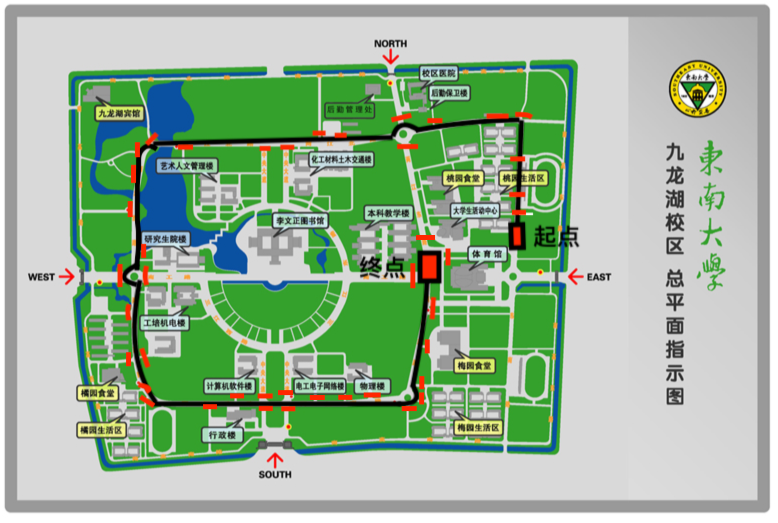 NORTH
校区医院
后勤保卫楼
后勤管理处
九龙湖宾馆
化工材料土木交通楼
艺术人文管理楼
桃园食堂
桃园生活区
李文正图书馆
本科教学楼
大学生活动中心
起点
研究生院楼
体育馆
终点
WEST
EAST
工培机电楼
梅园食堂
橘园食堂
计算机软件楼
电工电子网络楼
物理楼
橘园生活区
行政楼
梅园生活区
SOUTH
SOUTHEAST UNIVERSITY
東南大學
九龙湖校区 总平面指示图